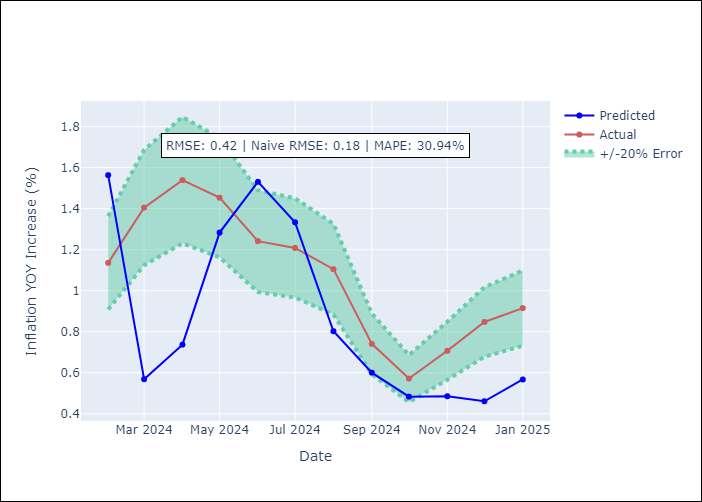 RMSE: 0.42 | Naive RMSE: 0.18 | MAPE: 30.94%
Predicted
Actual
+/-20% Error
1.8
1.6
1.4
1.2
1
0.8
0.6
0.4
Inflation YOY Increase (%)
Mar 2024 May 2024 Jul 2024 Sep 2024 Nov 2024 Jan 2025
Date